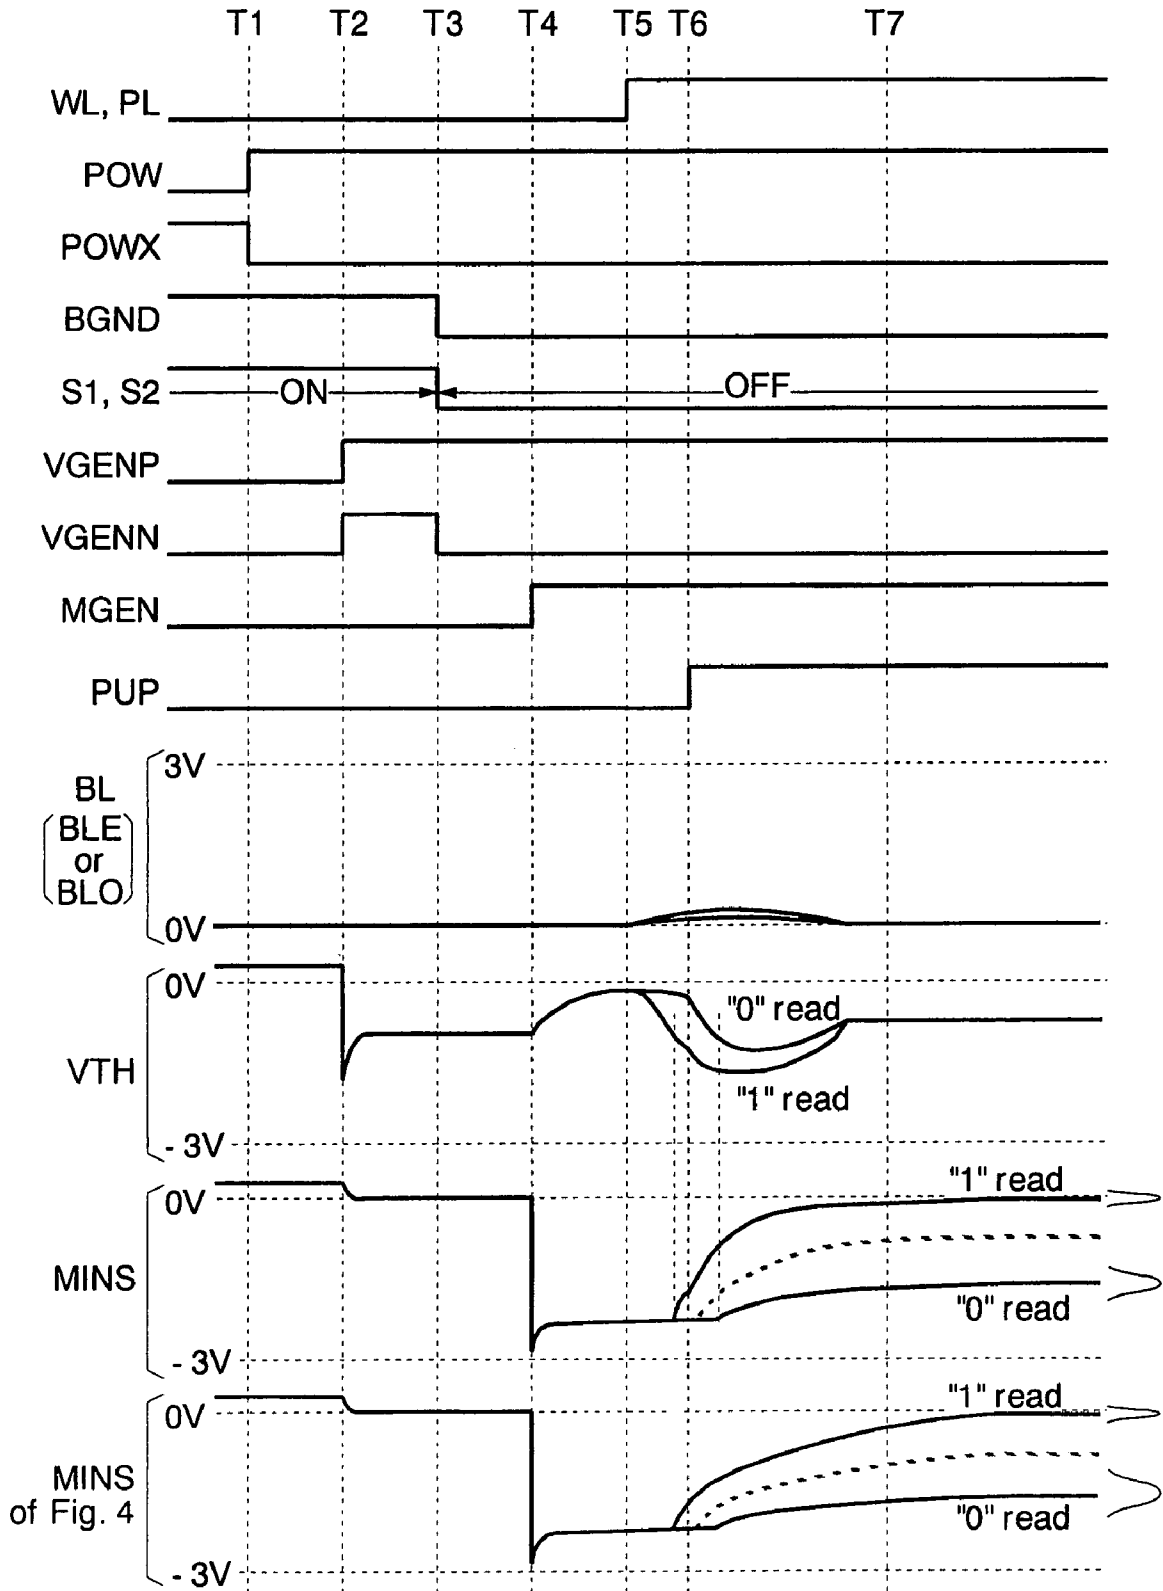 T1 T2 T3 T4 T5 T6 T7
WL, PL
POW
POWX
BGND
S1, S2 ON OFF
VGENP
VGENN
MGEN
PUP
3V
BL
BLE
or
BLO
0V
0V
"0" read
VTH
"1" read
- 3V
"1" read
0V
MINS
"0" read
- 3V
"1" read
0V
MINS
of Fig. 4
"0" read
- 3V